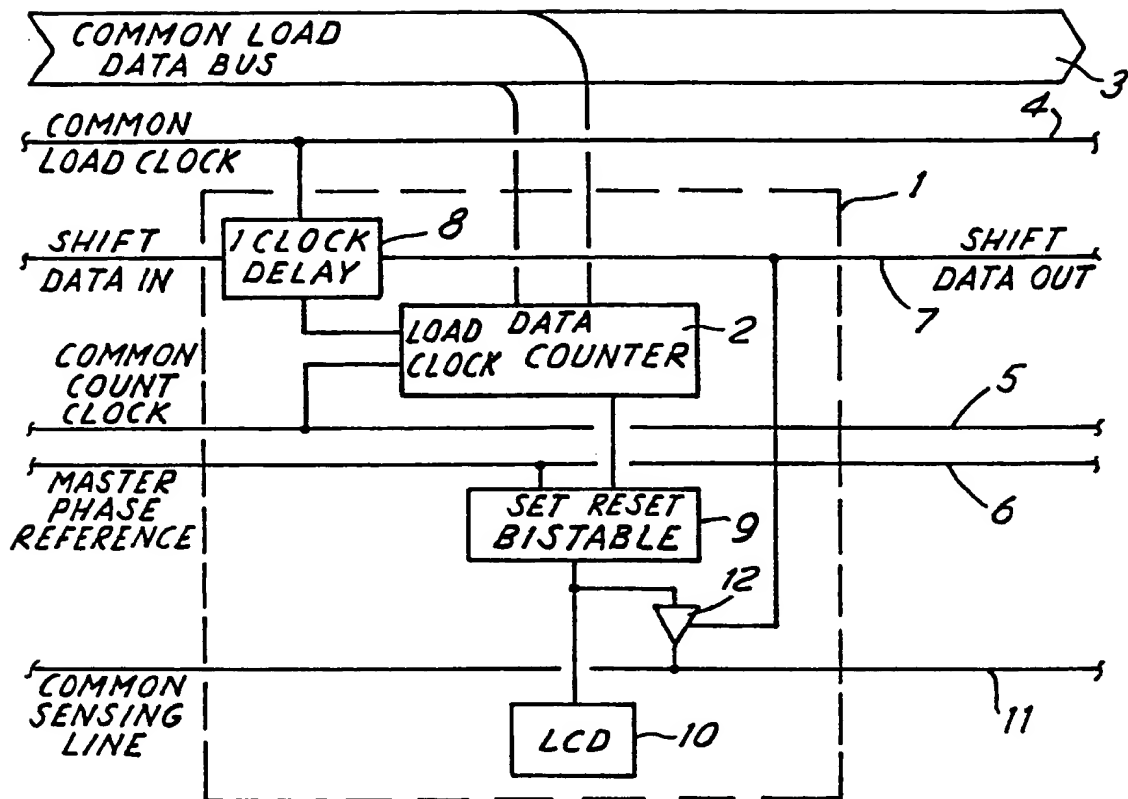 COMMON LOAD
DATA BUS
3
COMMON
LOAD CLOCK
4
1
SHIFT
DATA IN
1 CLOCK
DELAY
8
SHIFT
DATA OUT
7
LOAD DATA
CLOCK COUNTER
2
COMMON
COUNT
CLOCK
5
MASTER
PHASE
REFERENCE
6
SET RESET
BISTABLE
9
12
COMMON
SENSING
LINE
11
LCD
10